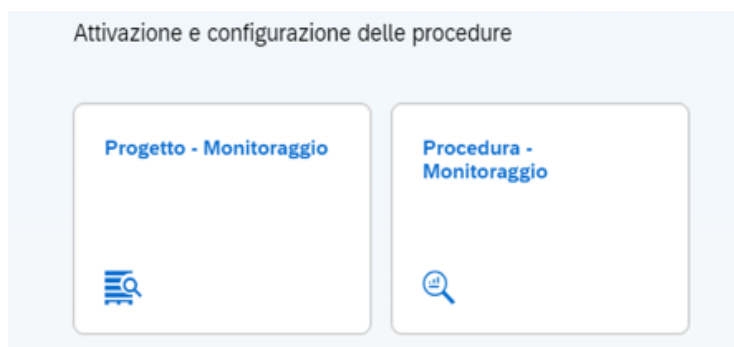 Attivazione e configurazione delle procedure
Progetto - Monitoraggio
Procedura -
Monitoraggio